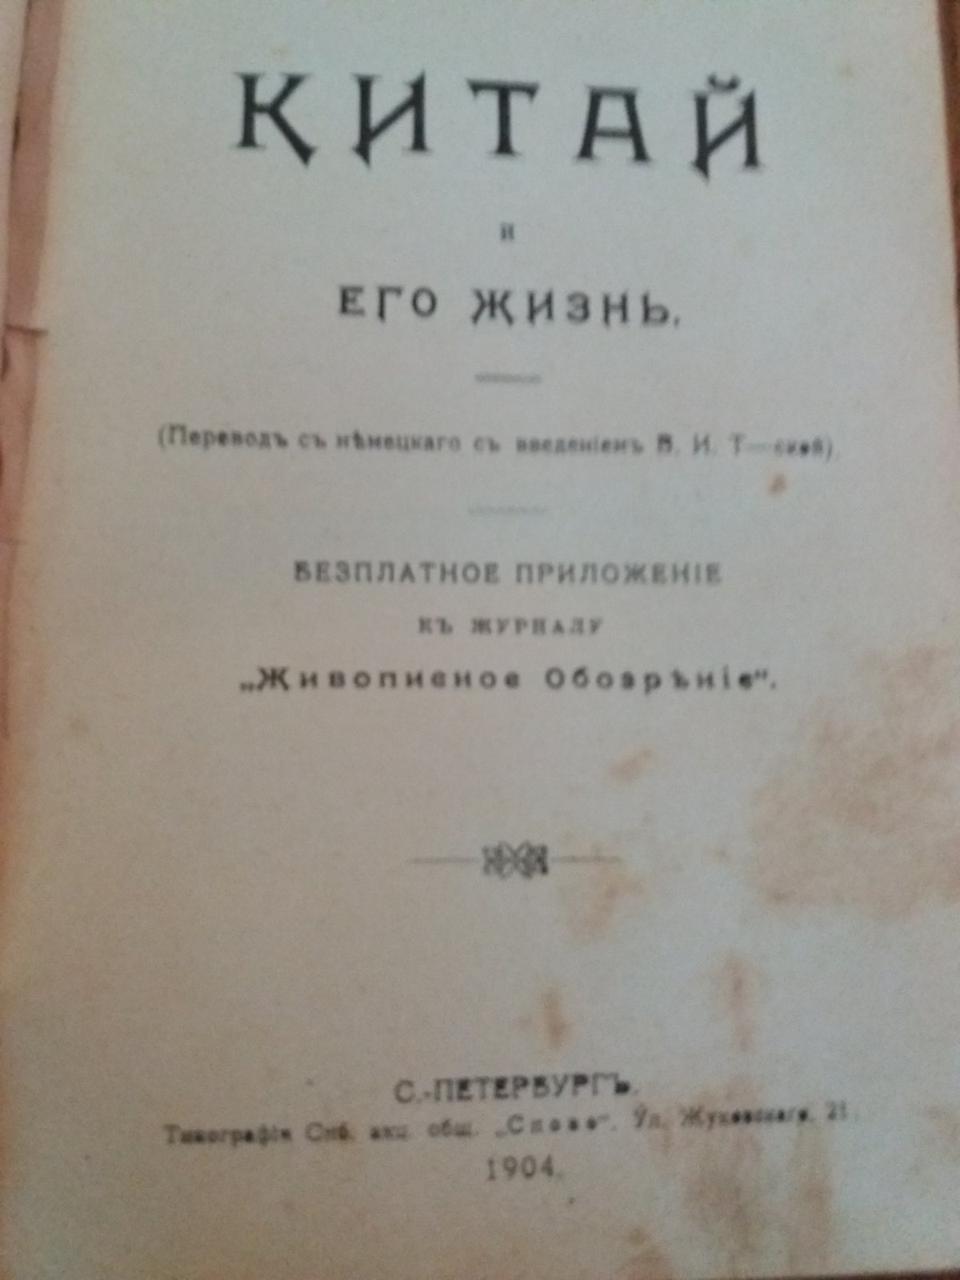 КИТАЙ
и
ЕГО ЖИЗНЬ.
(Переводъ съ нѣмецкаго съ введеніемъ В. И. Т—ской).
БЕЗПЛАТНОЕ ПРИЛОЖЕНІЕ
КЪ ЖУРНАЛУ
„Живописное Обозрѣніе“.
С.-ПЕТЕРБУРГЪ.
Типографія Спб. акц. общ. „Слово“. Ул. Жуковскаго, 21.
1904.